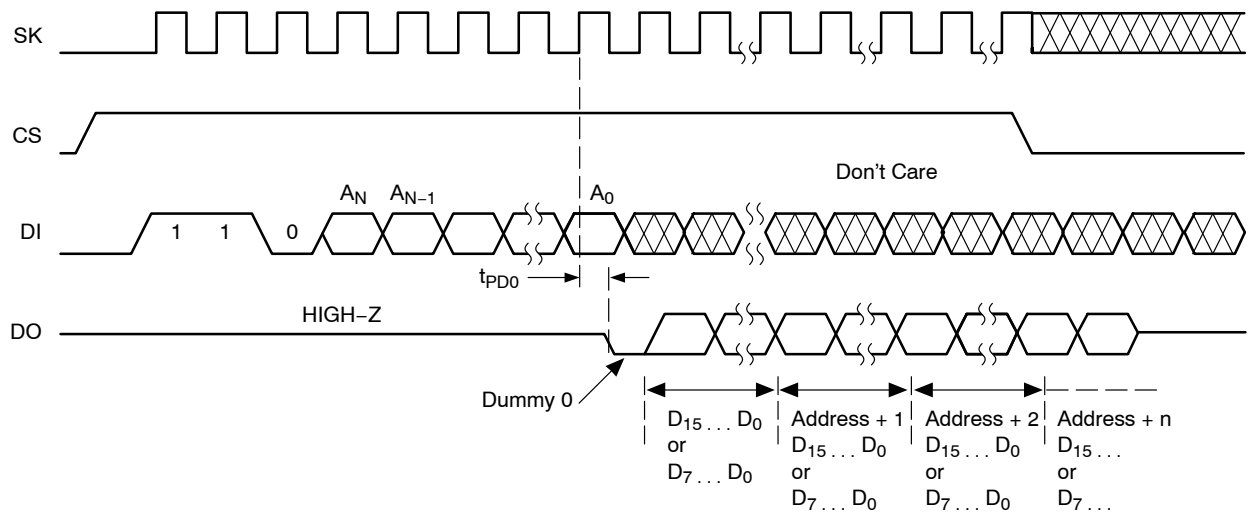 SK
CS
Don't Care
A_N A_N–1 A_0
DI 1 1 0
t_PD0
HIGH–Z
DO
Dummy 0
D_15 . . . D_0
or
D_7 . . . D_0
Address + 1
D_15 . . . D_0
or
D_7 . . . D_0
Address + 2
D_15 . . . D_0
or
D_7 . . . D_0
Address + n
D_15 . . .
or
D_7 . . .